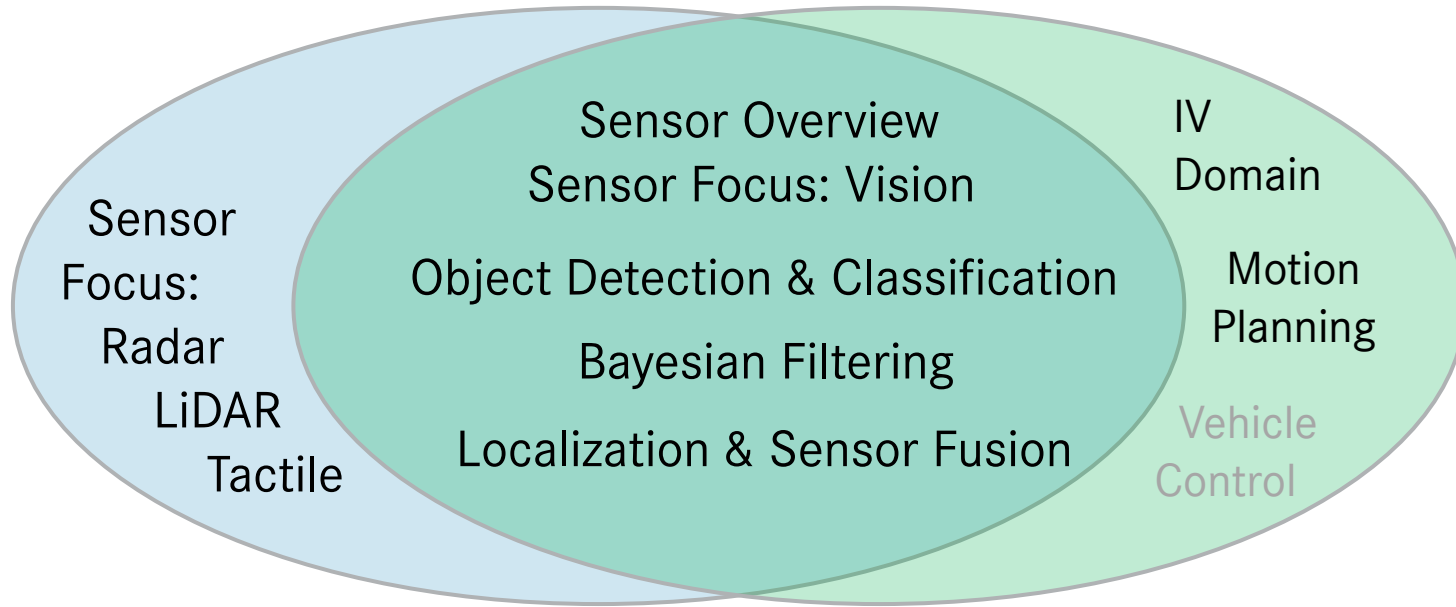 Sensor
Focus:
Radar
LiDAR
Tactile
Sensor Overview
Sensor Focus: Vision
Object Detection & Classification
Bayesian Filtering
Localization & Sensor Fusion
IV
Domain
Motion
Planning
Vehicle
Control